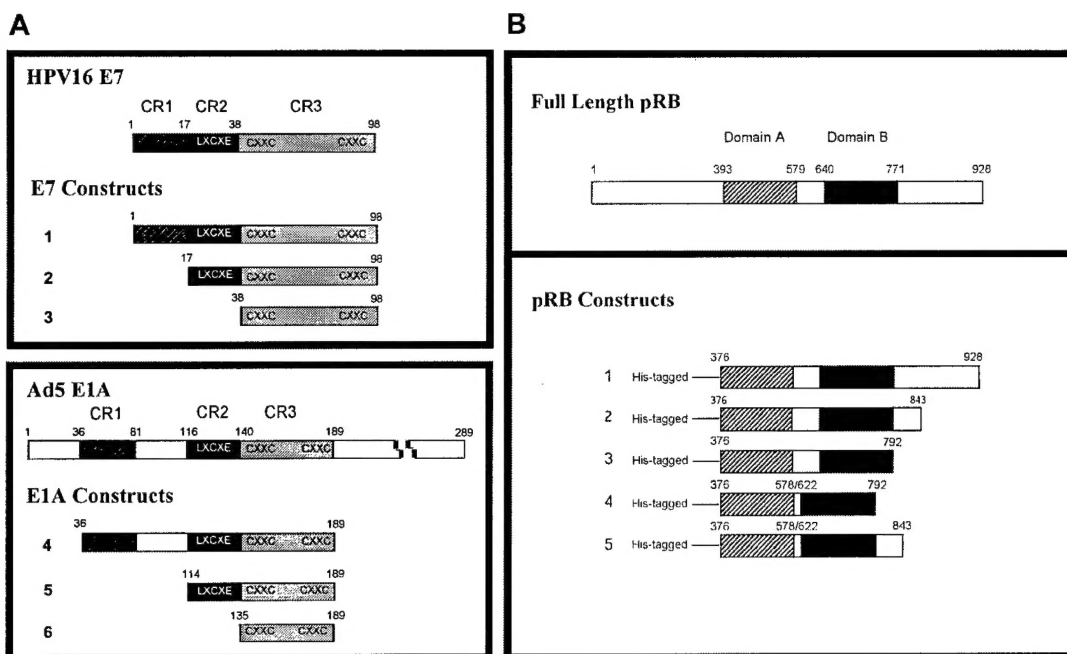 A
HPV16 E7
CR1 CR2 CR3
1 17 38 98
LXCXE CXXC CXXC
E7 Constructs
1 98
1 LXCXE CXXC CXXC
17 98
2 LXCXE CXXC CXXC
38 98
3 CXXC CXXC
Ad5 E1A
CR1 CR2 CR3
1 36 81 116 140 189 289
LXCXE CXXC CXXC
E1A Constructs
36 189
4 LXCXE CXXC CXXC
114 189
5 LXCXE CXXC CXXC
135 189
6 CXXC CXXC
B
Full Length pRB
Domain A Domain B
1 393 579 640 771 928
pRB Constructs
376 928
1 His-tagged
376 843
2 His-tagged
376 792
3 His-tagged
376 578/622 792
4 His-tagged
376 578/622 843
5 His-tagged